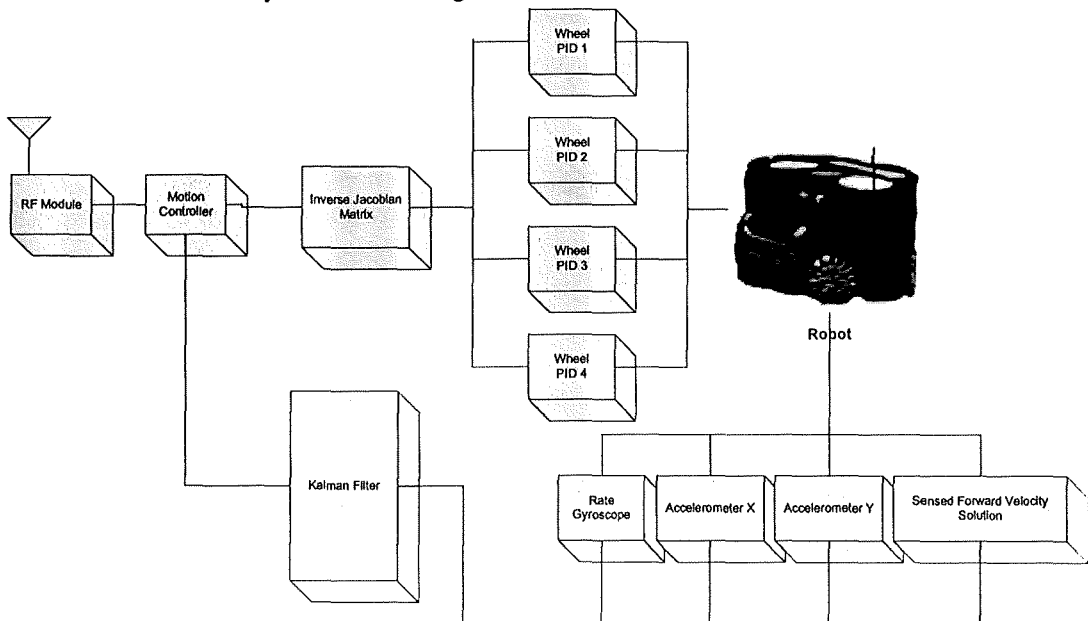 Wheel
PID 1
Wheel
PID 2
RF Module
Motion
Controller
Inverse Jacobian
Matrix
Wheel
PID 3
Robot
Wheel
PID 4
Kalman Filter
Rate
Gyroscope
Accelerometer X
Accelerometer Y
Sensed Forward Velocity
Solution